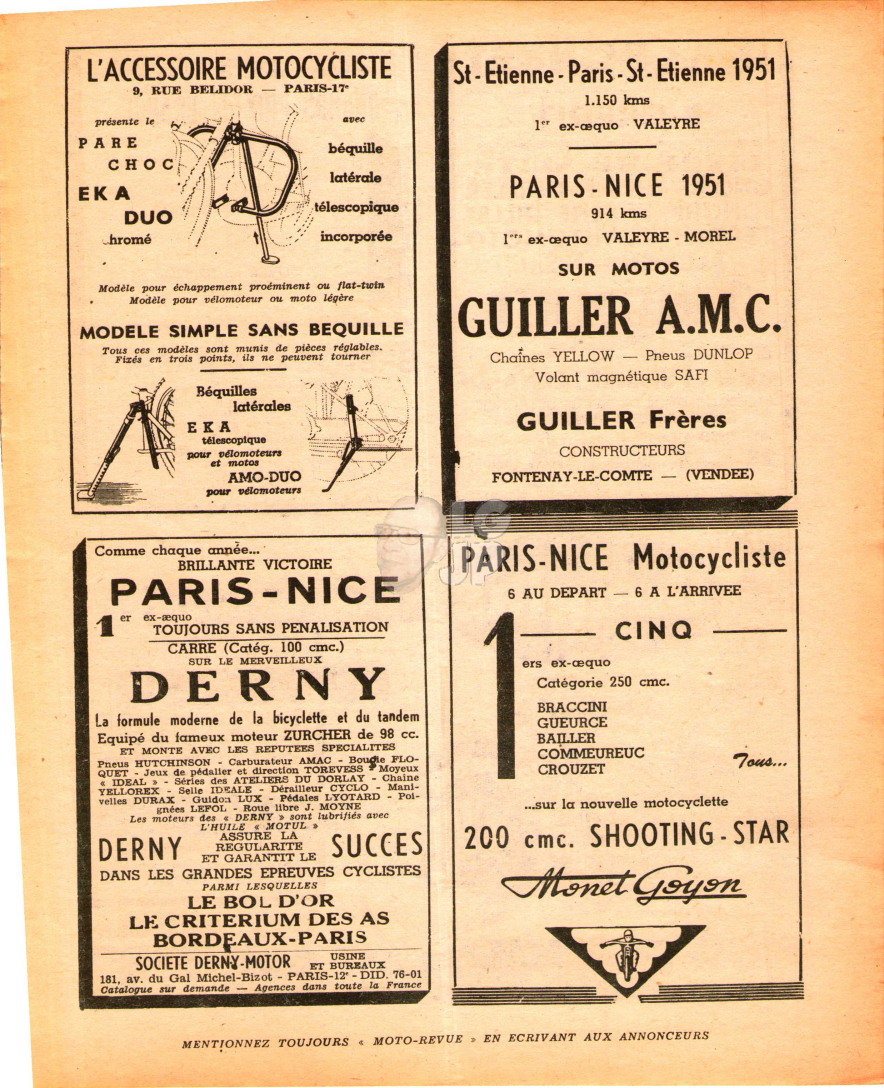 L'ACCESSOIRE MOTOCYCLISTE
9, RUE BELIDOR — PARIS-17e
présente le
PARE
CHOC
EKA
DUO
chromé
avec
béquille
latérale
télescopique
incorporée
Modèle pour échappement proéminent ou flat-twin
Modèle pour vélomoteur ou moto légère
MODELE SIMPLE SANS BEQUILLE
Tous ces modèles sont munis de pièces réglables.
Fixés en trois points, ils ne peuvent tourner
Béquilles
latérales
EKA
télescopique
pour vélomoteurs
et motos
AMO-DUO
pour vélomoteurs
St-Etienne-Paris-St-Etienne 1951
1.150 kms
1er ex-æquo VALEYRE
PARIS-NICE 1951
914 kms
1ers ex-æquo VALEYRE - MOREL
SUR MOTOS
GUILLER A.M.C.
Chaînes YELLOW — Pneus DUNLOP
Volant magnétique SAFI
GUILLER Frères
CONSTRUCTEURS
FONTENAY-LE-COMTE — (VENDEE)
Comme chaque année...
BRILLANTE VICTOIRE
PARIS-NICE
1er ex-æquo
TOUJOURS SANS PENALISATION
CARRE (Catég. 100 cmc.)
SUR LE MERVEILLEUX
DERNY
La formule moderne de la bicyclette et du tandem
Equipé du fameux moteur ZURCHER de 98 cc.
ET MONTE AVEC LES REPUTEES SPECIALITES
Pneus HUTCHINSON - Carburateur AMAC - Bougie FLO-
QUET - Jeux de pédalier et direction TOREVESS - Moyeux
« IDEAL » - Séries des ATELIERS DU DORLAY - Chaîne
YELLOREX - Selle IDEALE - Dérailleur CYCLO - Mani-
velles DURAX - Guidon LUX - Pédales LYOTARD - Poi-
gnées LEFOL - Roue libre J. MOYNE
Les moteurs des « DERNY » sont lubrifiés avec
L'HUILE « MOTUL »
DERNY
ASSURE LA
REGULARITE
ET GARANTIT LE
SUCCES
DANS LES GRANDES EPREUVES CYCLISTES
PARMI LESQUELLES
LE BOL D'OR
LE CRITERIUM DES AS
BORDEAUX-PARIS
SOCIETE DERNY-MOTOR
USINE
ET BUREAUX
181, av. du Gal Michel-Bizot - PARIS-12e - DID. 76-01
Catalogue sur demande — Agences dans toute la France
PARIS-NICE Motocycliste
6 AU DEPART — 6 A L'ARRIVEE
1
CINQ
ers ex-æquo
Catégorie 250 cmc.
BRACCINI
GUEURCE
BAILLER
COMMEUREUC
CROUZET
Tous...
...sur la nouvelle motocyclette
200 cmc. SHOOTING-STAR
Monet Goyon
LG
JP
MENTIONNEZ TOUJOURS « MOTO-REVUE » EN ECRIVANT AUX ANNONCEURS